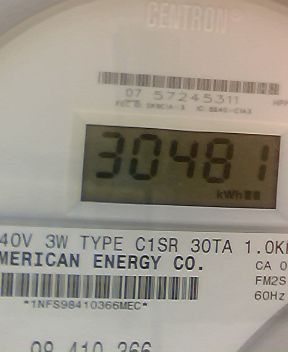 CENTRON®
07 57245311
30481
kWh
40V 3W TYPE C1SR 30TA 1.0K
MERICAN ENERGY CO.
CA 0
FM2S
60Hz
*1NFS98410366MEC*
98 410 366